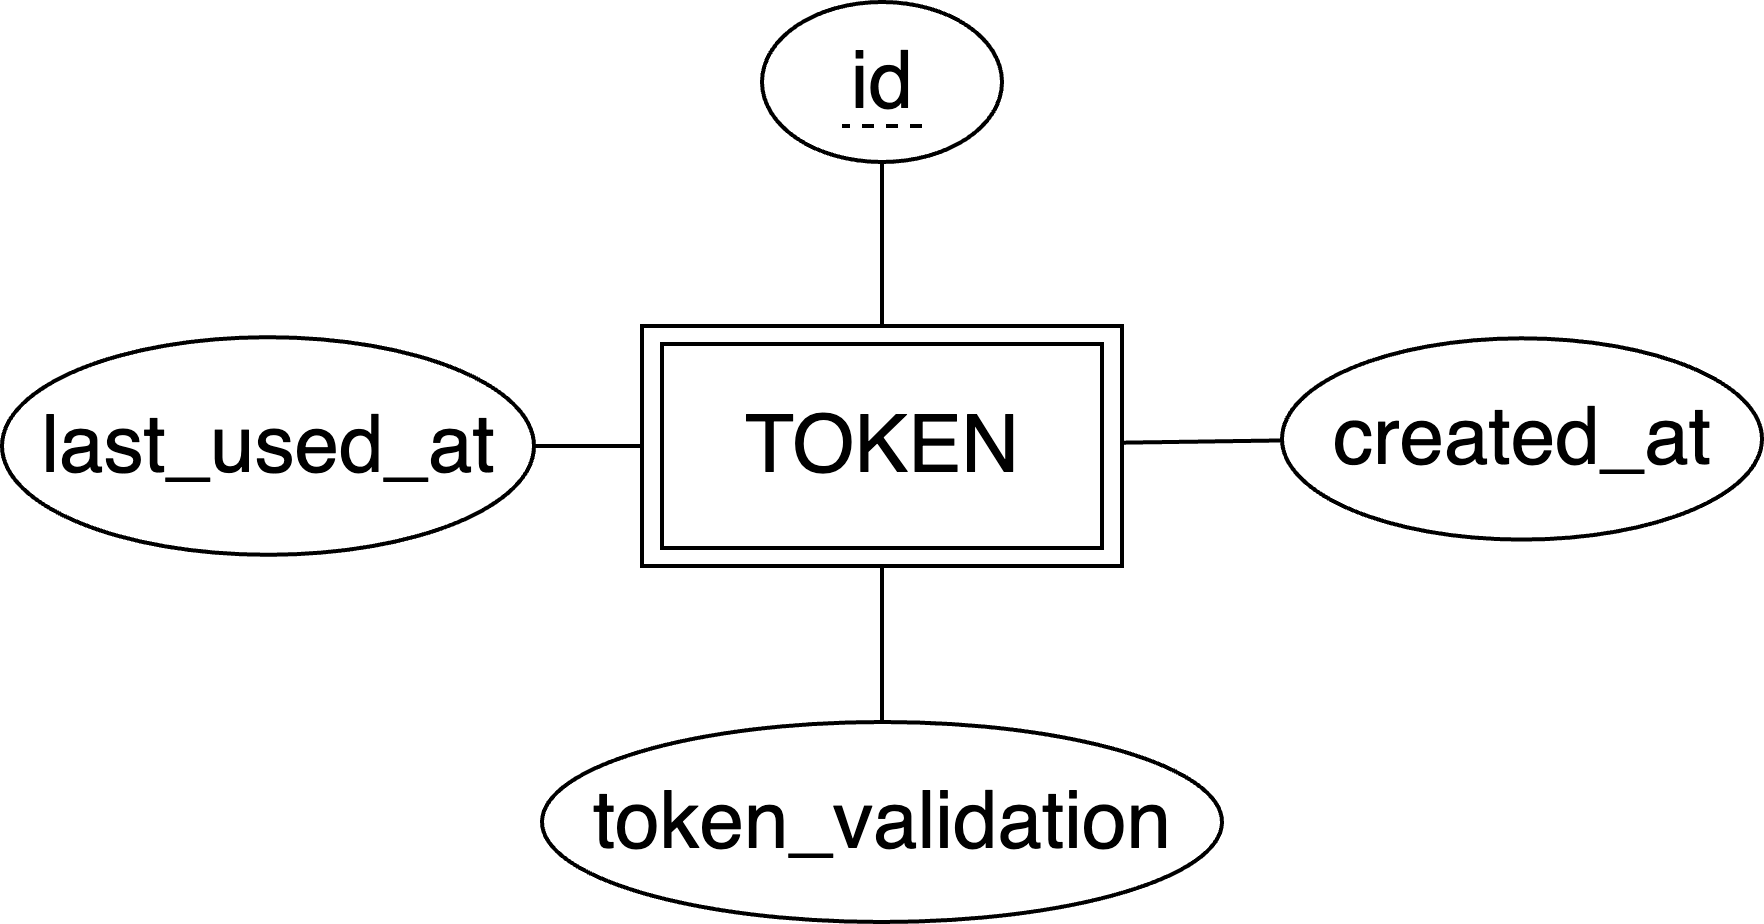 id
last_used_at
TOKEN
created_at
token_validation